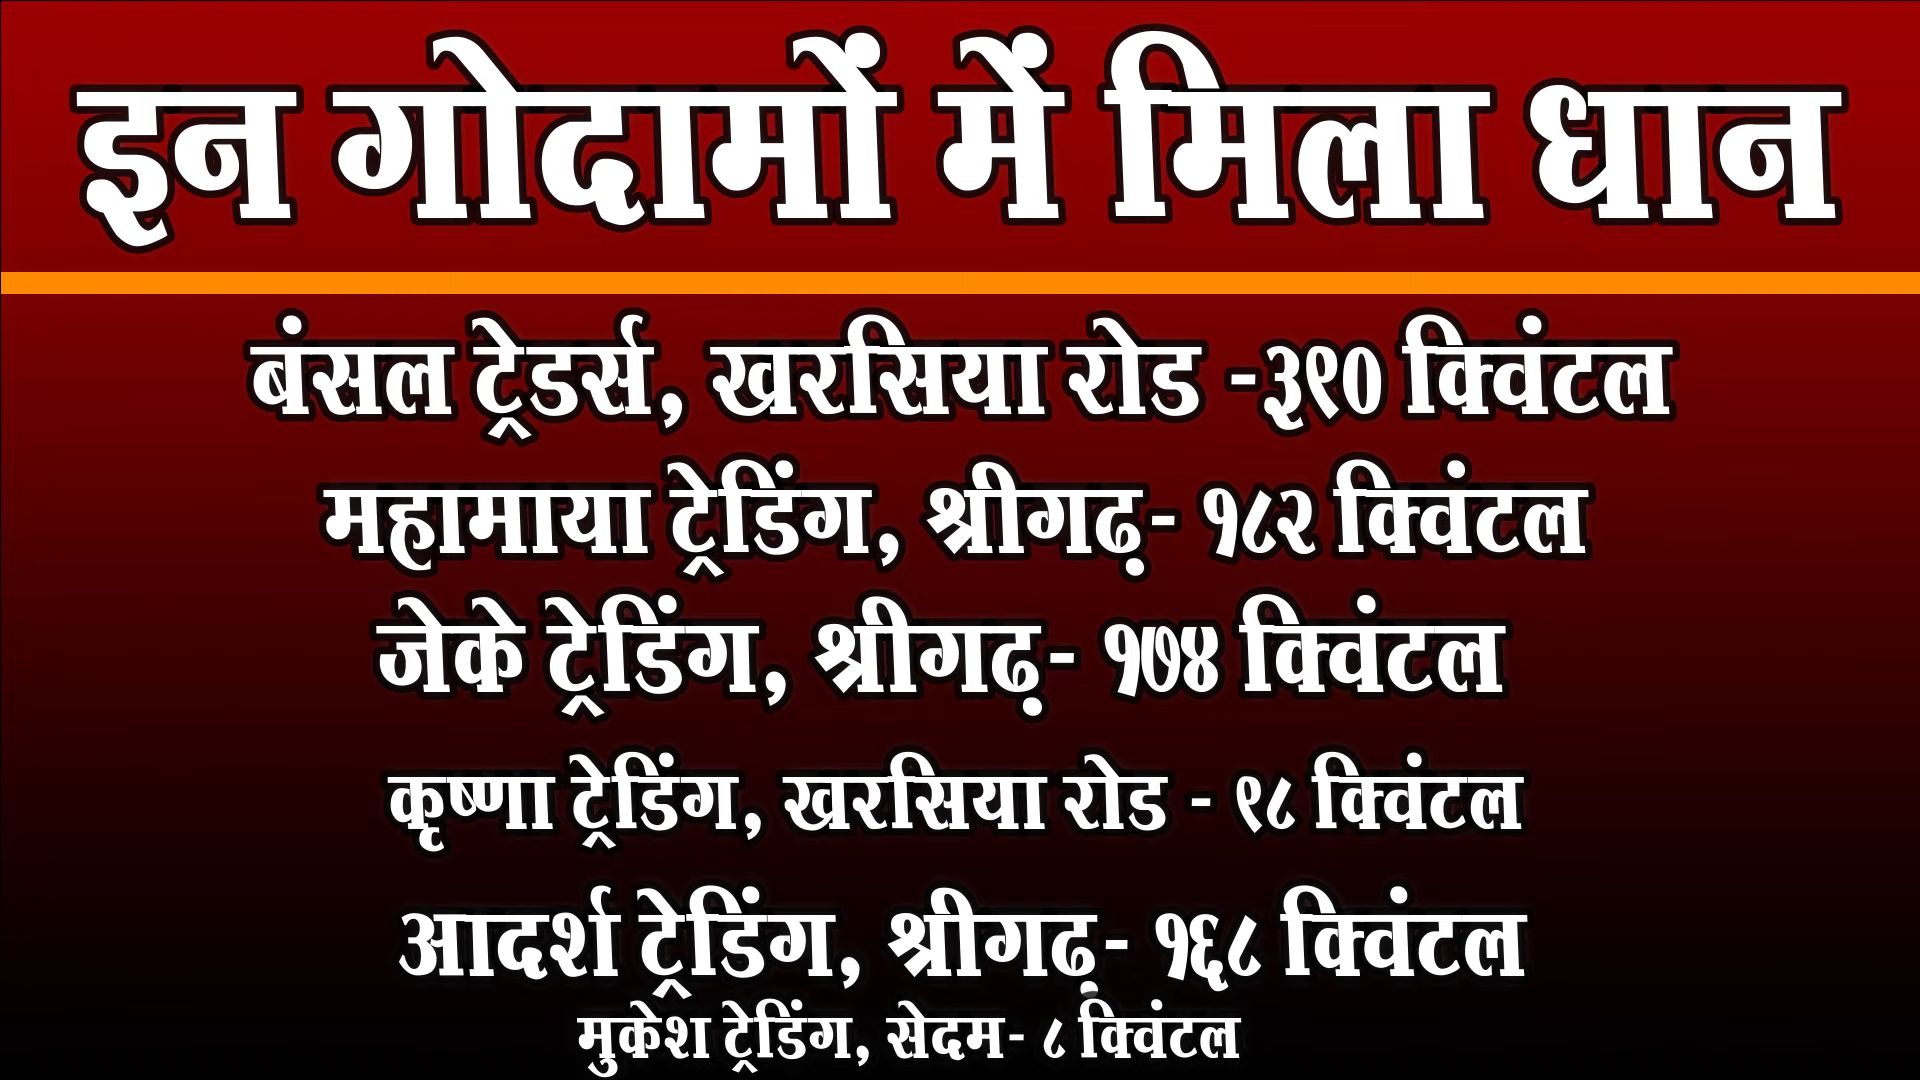 इन गोदामों में मिला धान
बंसल ट्रेडर्स, खरसिया रोड -३९० क्विंटल
महामाया ट्रेडिंग, श्रीगढ़- १८२ क्विंटल
जेके ट्रेडिंग, श्रीगढ़- १७४ क्विंटल
कृष्णा ट्रेडिंग, खरसिया रोड - ९८ क्विंटल
आदर्श ट्रेडिंग, श्रीगढ़- १६८ क्विंटल
मुकेश ट्रेडिंग, सेदम- ८ क्विंटल